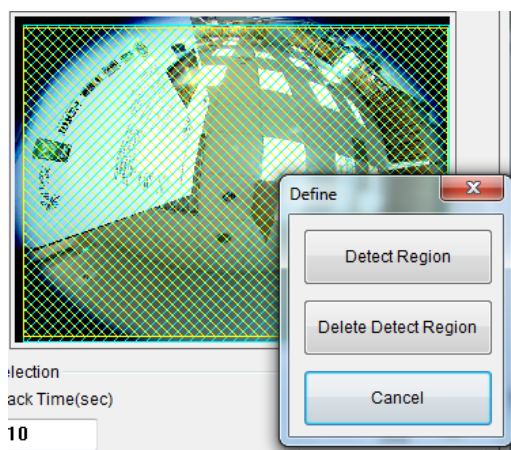 Define
x
Detect Region
Delete Detect Region
Cancel
election
ack Time(sec)
10